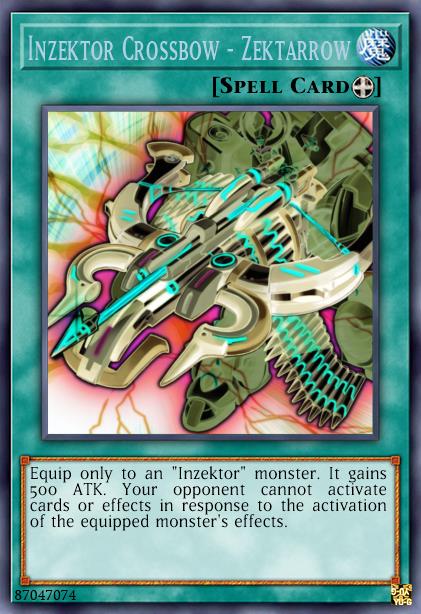 Inzektor Crossbow - Zektarrow
魔
[Spell Card]
Equip only to an "Inzektor" monster. It gains
500 ATK. Your opponent cannot activate
cards or effects in response to the activation
of the equipped monster's effects.
87047074